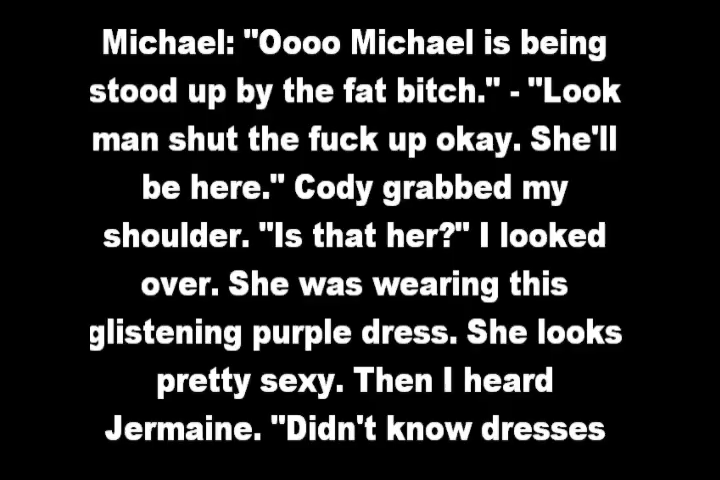 Michael: "Oooo Michael is being
stood up by the fat bitch." - "Look
man shut the fuck up okay. She'll
be here." Cody grabbed my
shoulder. "Is that her?" I looked
over. She was wearing this
glistening purple dress. She looks
pretty sexy. Then I heard
Jermaine. "Didn't know dresses